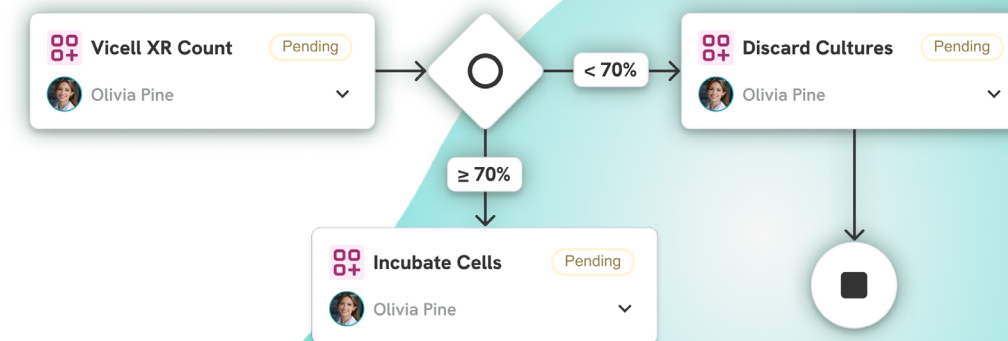 Vicell XR Count
Pending
Olivia Pine
< 70%
Discard Cultures
Pending
Olivia Pine
≥ 70%
Incubate Cells
Pending
Olivia Pine